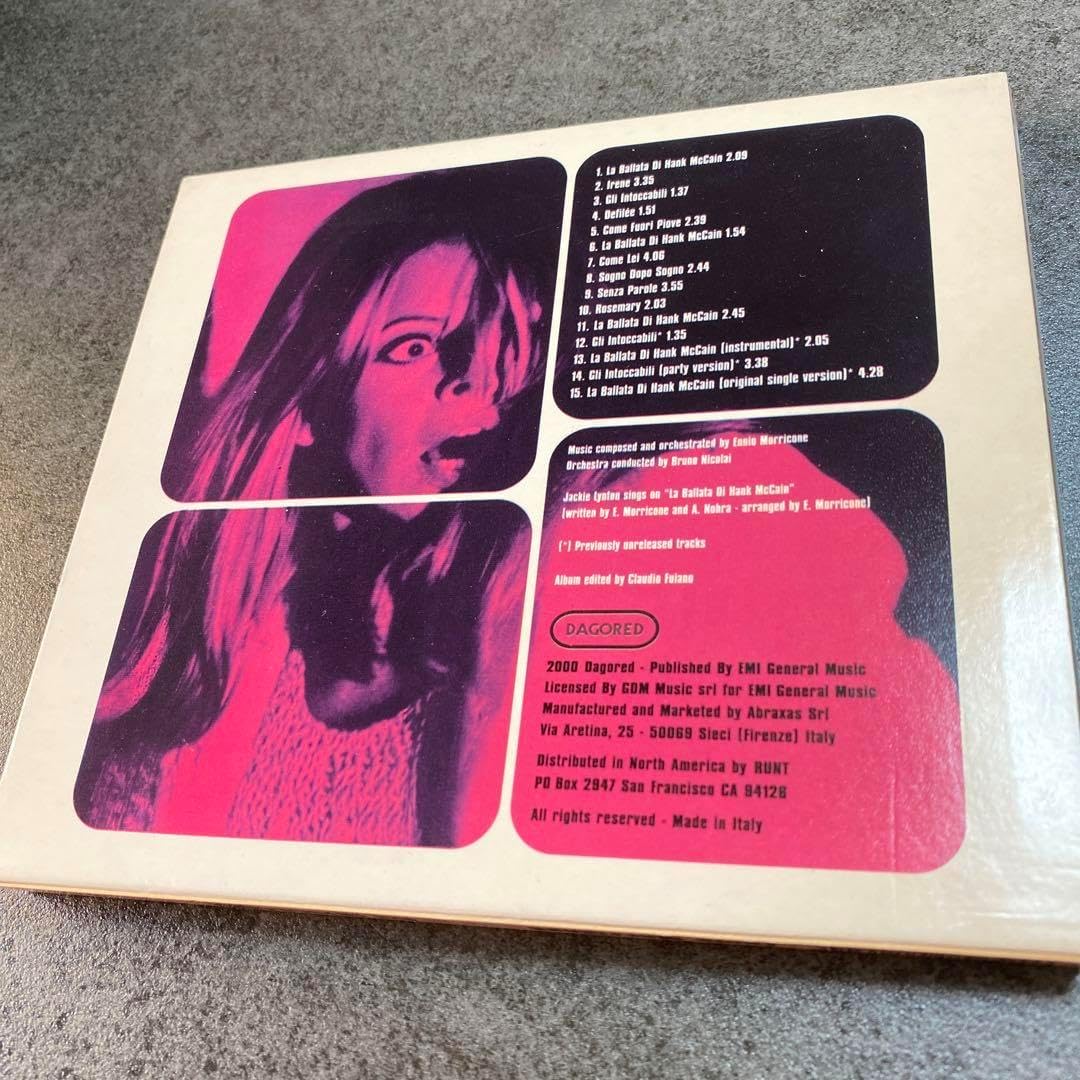 1. La Ballata Di Hank McCain 2.09
2. Irene 3.35
3. Gli Intoccabili 1.37
4. Defilée 1.51
5. Come Fuori Piove 2.39
6. La Ballata Di Hank McCain 1.54
7. Come Lei 4.06
8. Sogno Dopo Sogno 2.44
9. Senza Parole 3.55
10. Rosemary 2.03
11. La Ballata Di Hank McCain 2.45
12. Gli Intoccabili* 1.35
13. La Ballata Di Hank McCain (instrumental)* 2.05
14. Gli Intoccabili (party version)* 3.38
15. La Ballata Di Hank McCain (original single version)* 4.28
Music composed and orchestrated by Ennio Morricone
Orchestra conducted by Bruno Nicolai
Jackie Lynton sings on "La Ballata Di Hank McCain"
(written by E. Morricone and A. Nohra - arranged by E. Morricone)
(*) Previously unreleased tracks
Album edited by Claudio Fuiano
DAGORED
2000 Dagored - Published By EMI General Music
Licensed By GDM Music srl for EMI General Music
Manufactured and Marketed by Abraxas Srl
Via Aretina, 25 - 50069 Sieci (Firenze) Italy
Distributed in North America by RUNT
PO Box 2947 San Francisco CA 94126
All rights reserved - Made in Italy